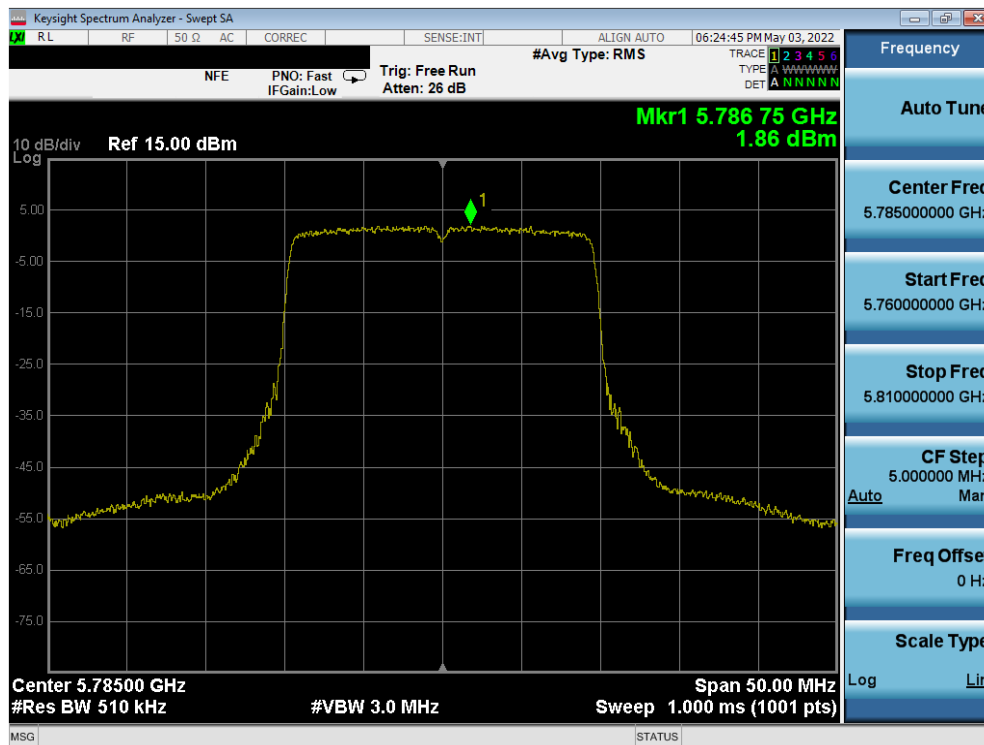 Keysight Spectrum Analyzer - Swept SA
LXI RL RF 50 Ω AC CORREC SENSE:INT ALIGN AUTO 06:24:45 PM May 03, 2022
Frequency
#Avg Type: RMS
TRACE 1 2 3 4 5 6
TYPE A WWWWW
DET A N N N N N
NFE
PNO: Fast
IFGain:Low
Trig: Free Run
Atten: 26 dB
Auto Tune
Mkr1 5.786 75 GHz
1.86 dBm
10 dB/div Ref 15.00 dBm
Log
1
5.00
-5.00
-15.0
-25.0
-35.0
-45.0
-55.0
-65.0
-75.0
Center Freq
5.785000000 GHz
Start Freq
5.760000000 GHz
Stop Freq
5.810000000 GHz
CF Step
5.000000 MHz
Auto Man
Freq Offset
0 Hz
Scale Type
Log Lin
Center 5.78500 GHz Span 50.00 MHz
#Res BW 510 kHz #VBW 3.0 MHz Sweep 1.000 ms (1001 pts)
MSG STATUS